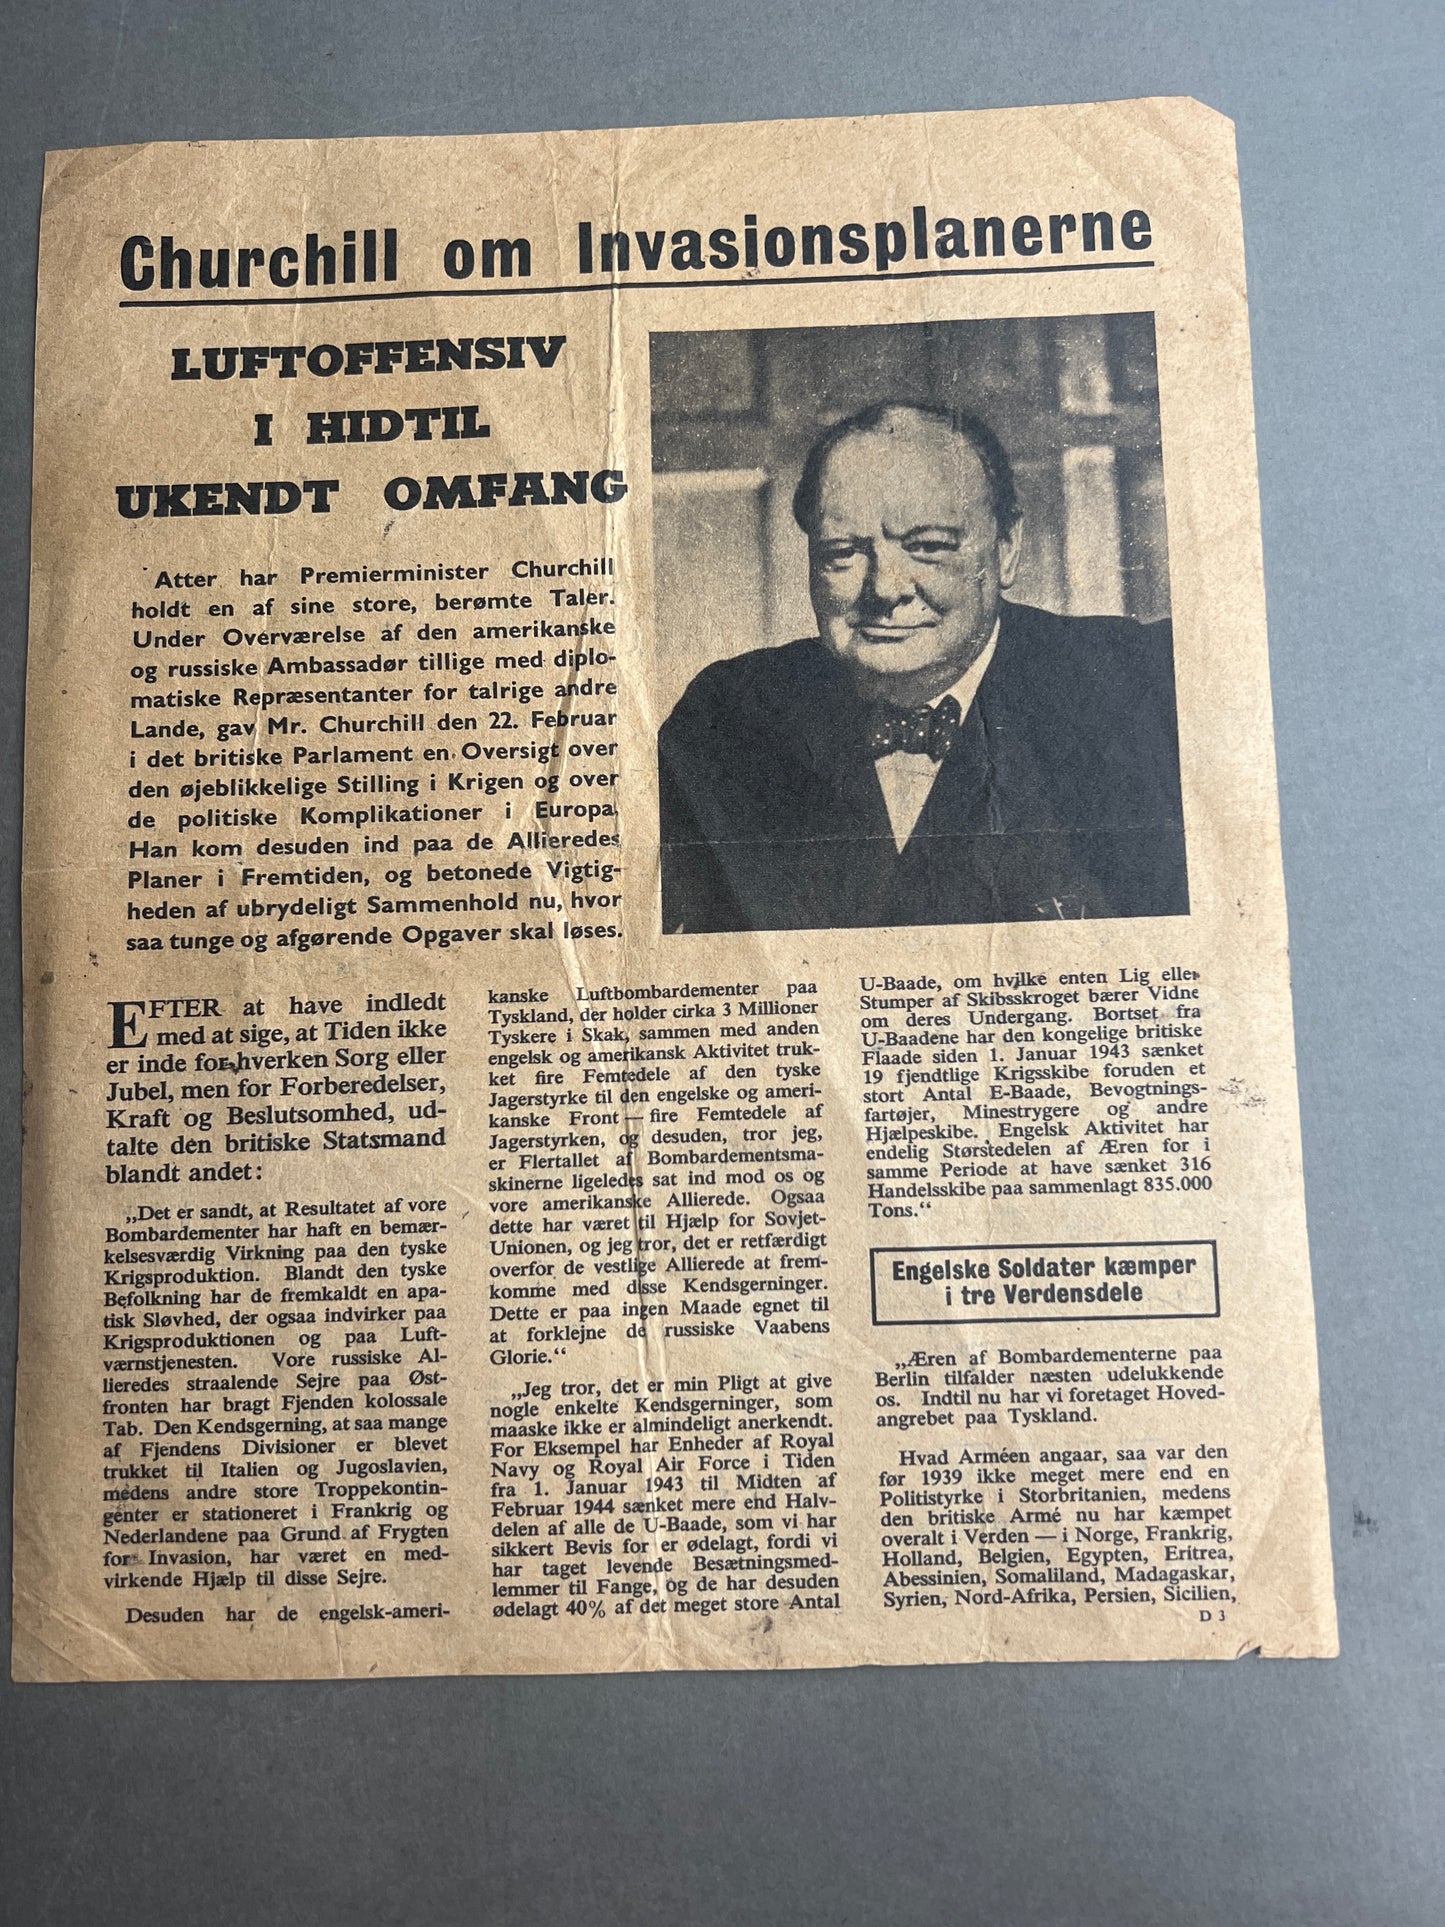 Churchill om Invasionsplanerne
LUFTOFFENSIV
I HIDTIL
UKENDT OMFANG
Atter har Premierminister Churchill
holdt en af sine store, berømte Taler.
Under Overværelse af den amerikanske
og russiske Ambassadør tillige med diplo-
matiske Repræsentanter for talrige andre
Lande, gav Mr. Churchill den 22. Februar
i det britiske Parlament en Oversigt over
den øjeblikkelige Stilling i Krigen og over
de politiske Komplikationer i Europa.
Han kom desuden ind paa de Allieredes
Planer i Fremtiden, og betonede Vigtig-
heden af ubrydeligt Sammenhold nu, hvor
saa tunge og afgørende Opgaver skal løses.
EFTER at have indledt
med at sige, at Tiden ikke
er inde for hverken Sorg eller
Jubel, men for Forberedelser,
Kraft og Beslutsomhed, ud-
talte den britiske Statsmand
blandt andet:
„Det er sandt, at Resultatet af vore
Bombardementer har haft en bemær-
kelsesværdig Virkning paa den tyske
Krigsproduktion. Blandt den tyske
Befolkning har de fremkaldt en apa-
tisk Sløvhed, der ogsaa indvirker paa
Krigsproduktionen og paa Luft-
værnstjenesten. Vore russiske Al-
lieredes straalende Sejre paa Øst-
fronten har bragt Fjenden kolossale
Tab. Den Kendsgerning, at saa mange
af Fjendens Divisioner er blevet
trukket til Italien og Jugoslavien,
medens andre store Troppekontin-
genter er stationeret i Frankrig og
Nederlandene paa Grund af Frygten
for Invasion, har været en med-
virkende Hjælp til disse Sejre.
Desuden har de engelsk-ameri-
kanske Luftbombardementer paa
Tyskland, der holder cirka 3 Millioner
Tyskere i Skak, sammen med anden
engelsk og amerikansk Aktivitet truk-
ket fire Femtedele af den tyske
Jagerstyrke til den engelske og ameri-
kanske Front — fire Femtedele af
Jagerstyrken, og desuden, tror jeg,
er Flertallet af Bombardementsma-
skinerne ligeledes sat ind mod os og
vore amerikanske Allierede. Ogsaa
dette har været til Hjælp for Sovjet-
Unionen, og jeg tror, det er retfærdigt
overfor de vestlige Allierede at frem-
komme med disse Kendsgerninger.
Dette er paa ingen Maade egnet til
at forklejne de russiske Vaabens
Glorie.“
„Jeg tror, det er min Pligt at give
nogle enkelte Kendsgerninger, som
maaske ikke er almindeligt anerkendt.
For Eksempel har Enheder af Royal
Navy og Royal Air Force i Tiden
fra 1. Januar 1943 til Midten af
Februar 1944 sænket mere end Halv-
delen af alle de U-Baade, som vi har
sikkert Bevis for er ødelagt, fordi vi
har taget levende Besætningsmed-
lemmer til Fange, og de har desuden
ødelagt 40% af det meget store Antal
U-Baade, om hvilke enten Lig eller
Stumper af Skibsskroget bærer Vidne
om deres Undergang. Bortset fra
U-Baadene har den kongelige britiske
Flaade siden 1. Januar 1943 sænket
19 fjendtlige Krigsskibe foruden et
stort Antal E-Baade, Bevogtnings-
fartøjer, Minestrygere og andre
Hjælpeskibe. Engelsk Aktivitet har
endelig Størstedelen af Æren for i
samme Periode at have sænket 316
Handelsskibe paa sammenlagt 835.000
Tons.“
Engelske Soldater kæmper
i tre Verdensdele
„Æren af Bombardementerne paa
Berlin tilfalder næsten udelukkende
os. Indtil nu har vi foretaget Hoved-
angrebet paa Tyskland.
Hvad Arméen angaar, saa var den
før 1939 ikke meget mere end en
Politistyrke i Storbritanien, medens
den britiske Armé nu har kæmpet
overalt i Verden — i Norge, Frankrig,
Holland, Belgien, Egypten, Eritrea,
Abessinien, Somaliland, Madagaskar,
Syrien, Nord-Afrika, Persien, Sicilien,
D 3